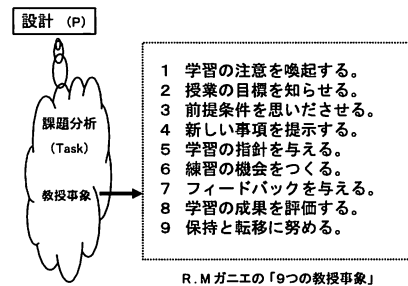 設計 (P)
課題分析
(Task)
教授事象
1 学習の注意を喚起する。
2 授業の目標を知らせる。
3 前提条件を思いださせる。
4 新しい事項を提示する。
5 学習の指針を与える。
6 練習の機会をつくる。
7 フィードバックを与える。
8 学習の成果を評価する。
9 保持と転移に努める。
R.Mガニエの「9つの教授事象」